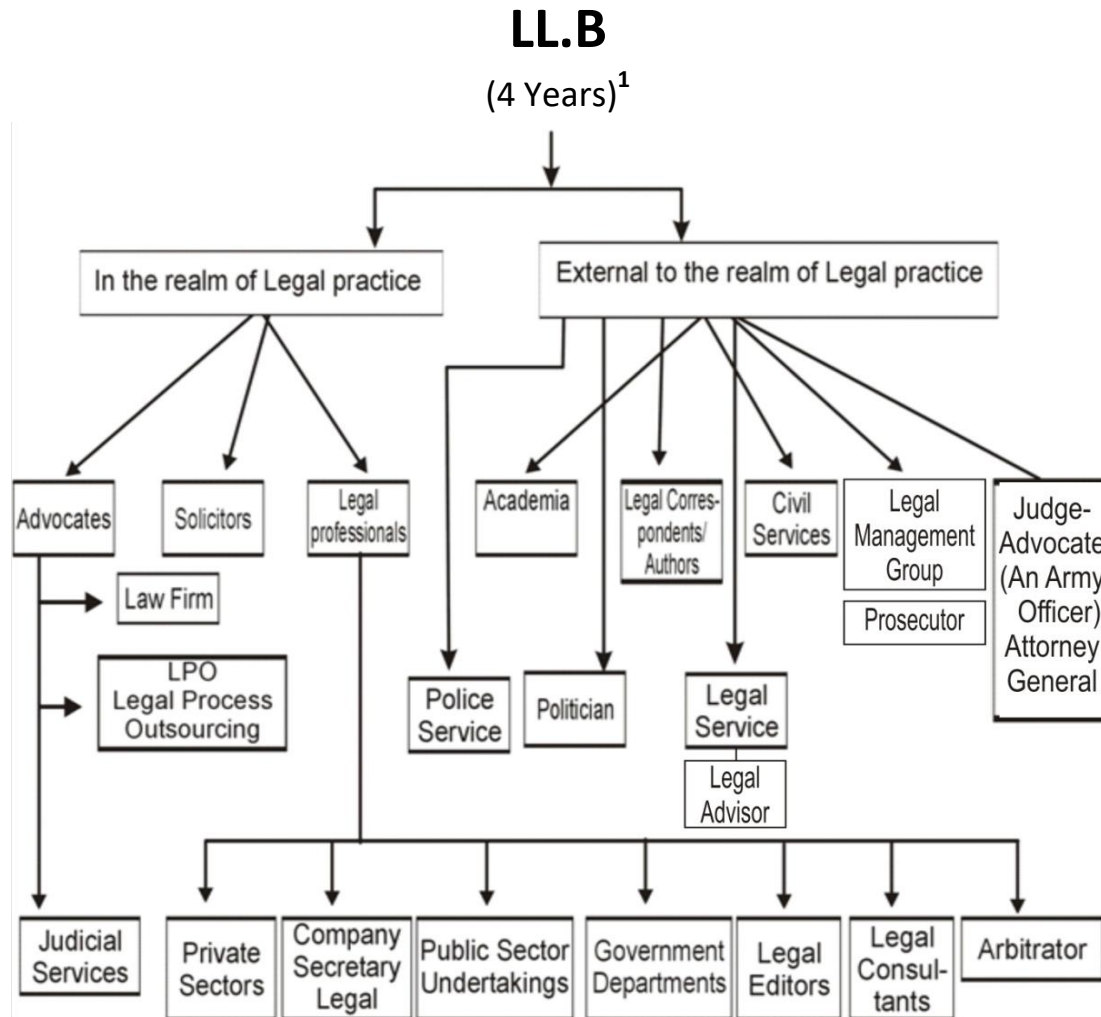 LL.B
(4 Years)1
In the realm of Legal practice
External to the realm of Legal practice
Advocates
Solicitors
Legal
professionals
Academia
Legal Corres-
pondents/
Authors
Civil
Services
Legal
Management
Group
Prosecutor
Judge-
Advocate
(An Army
Officer)
Attorney
General
Law Firm
LPO
Legal Process
Outsourcing
Police
Service
Politician
Legal
Service
Legal
Advisor
Judicial
Services
Private
Sectors
Company
Secretary
Legal
Public Sector
Undertakings
Government
Departments
Legal
Editors
Legal
Consul-
tants
Arbitrator